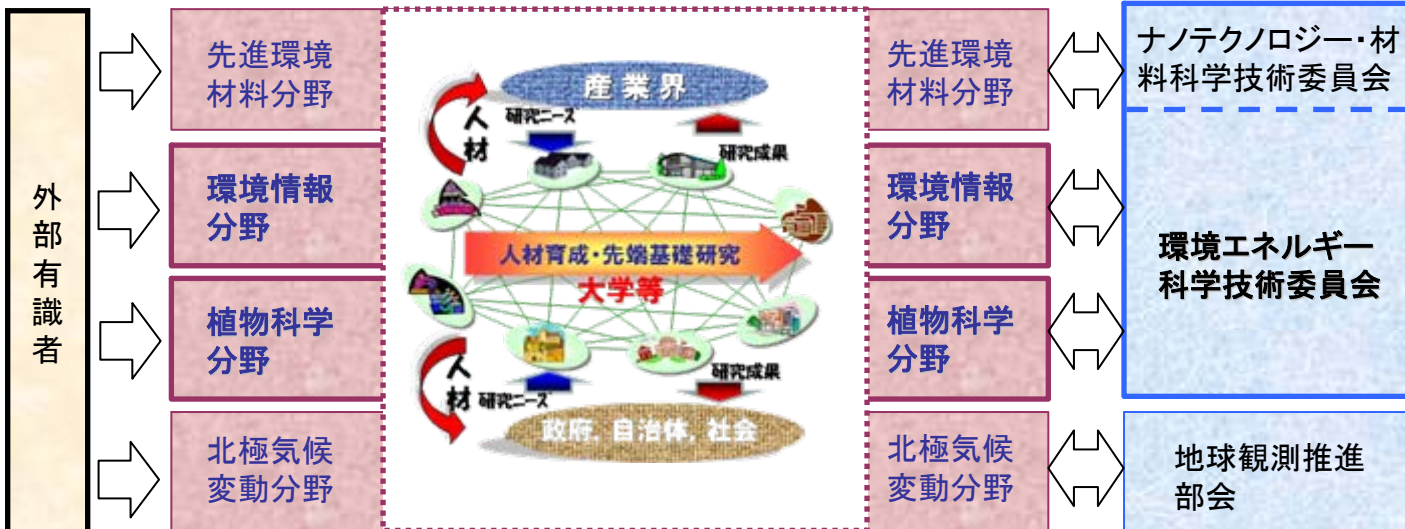 外部有識者
先進環境
材料分野
環境情報
分野
植物科学
分野
北極気候
変動分野
産業界
人材
研究ニーズ
研究成果
人材育成・先端基礎研究
大学等
人材
研究ニーズ
研究成果
政府，自治体，社会
先進環境
材料分野
環境情報
分野
植物科学
分野
北極気候
変動分野
ナノテクノロジー・材
料科学技術委員会
環境エネルギー
科学技術委員会
地球観測推進
部会